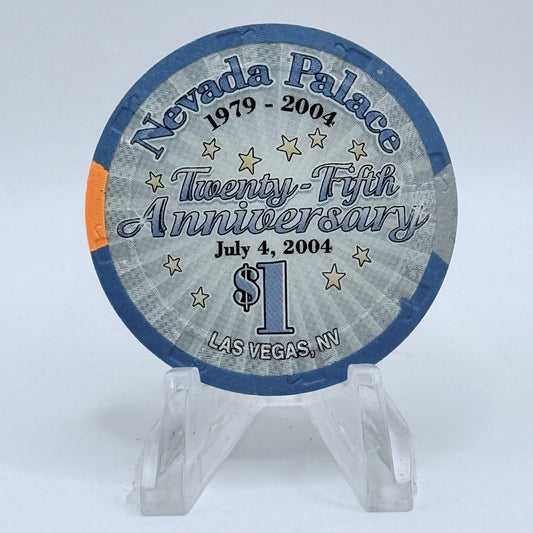 Nevada Palace
1979 - 2004
Twenty-Fifth
Anniversary
July 4, 2004
$1
LAS VEGAS, NV